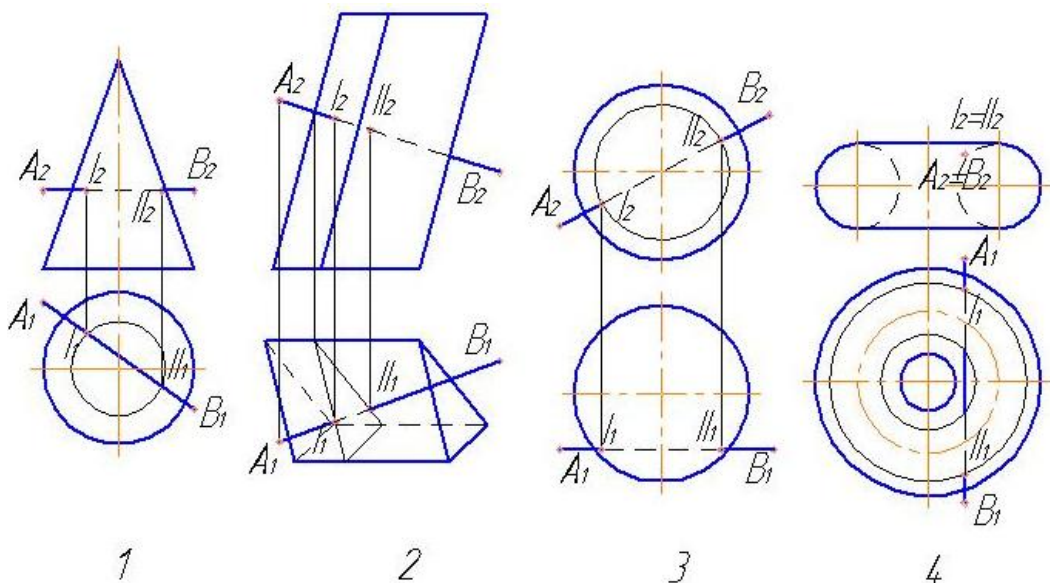 A₂ I₂ II₂ B₂
A₁ I₁ II₁ B₁
1
A₂ I₂ II₂ B₂
A₁ I₁ II₁ B₁
2
A₂ I₂ II₂ B₂
A₁ I₁ II₁ B₁
3
I₂=II₂
A₂=B₂
A₁
I₁
II₁
B₁
4